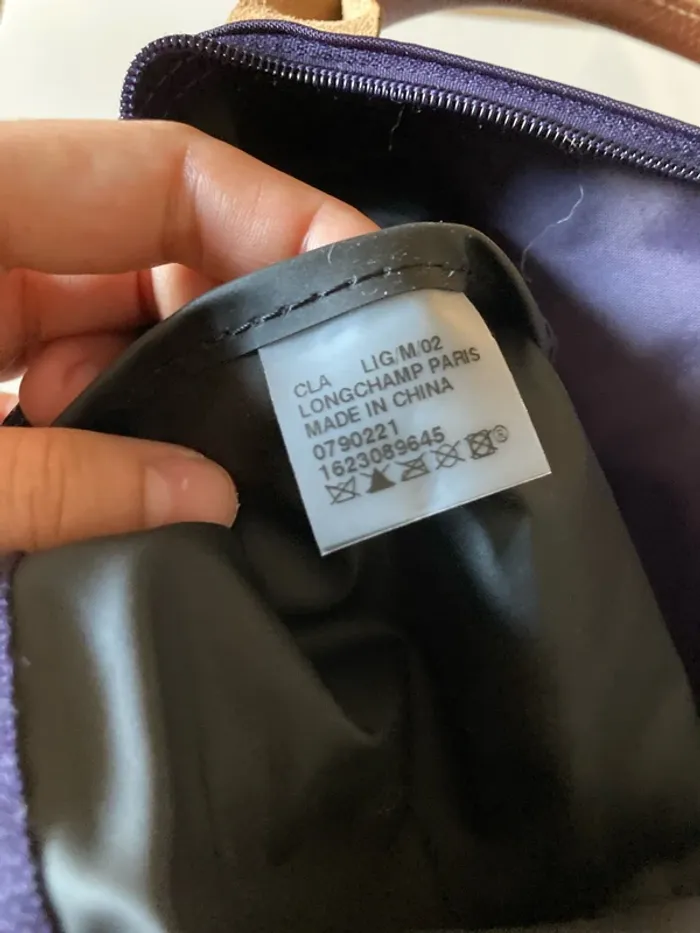 CLA LIG/M/02
LONGCHAMP PARIS
MADE IN CHINA
0790221
1623089645